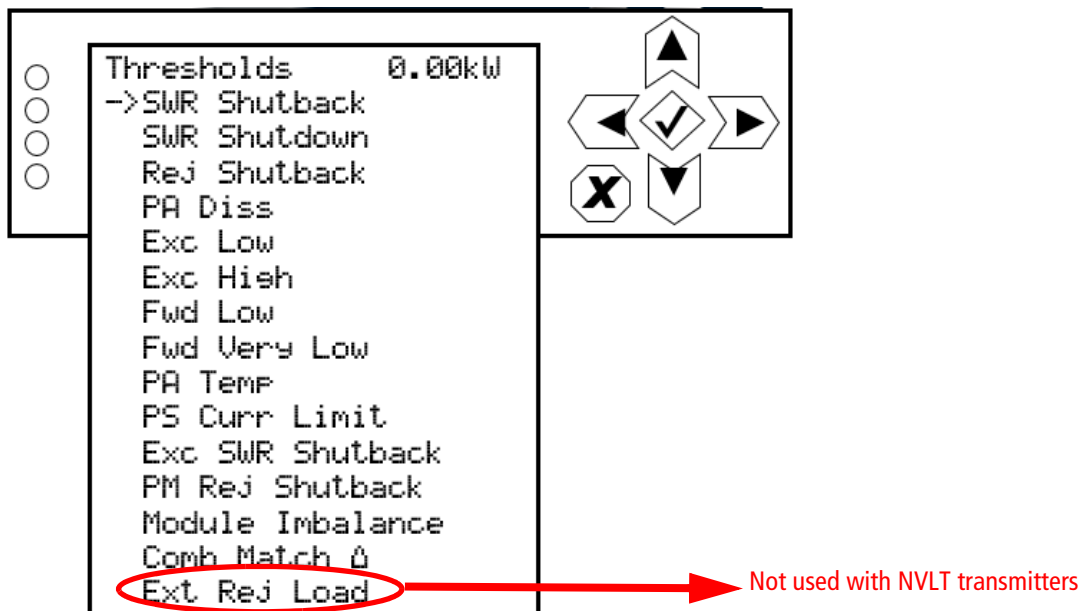 Thresholds 0.00kW
->SWR Shutback
SWR Shutdown
Rej Shutback
PA Diss
Exc Low
Exc High
Fwd Low
Fwd Very Low
PA Temp
PS Curr Limit
Exc SWR Shutback
PM Rej Shutback
Module Imbalance
Comb Match Δ
Ext Rej Load
Not used with NVLT transmitters
X